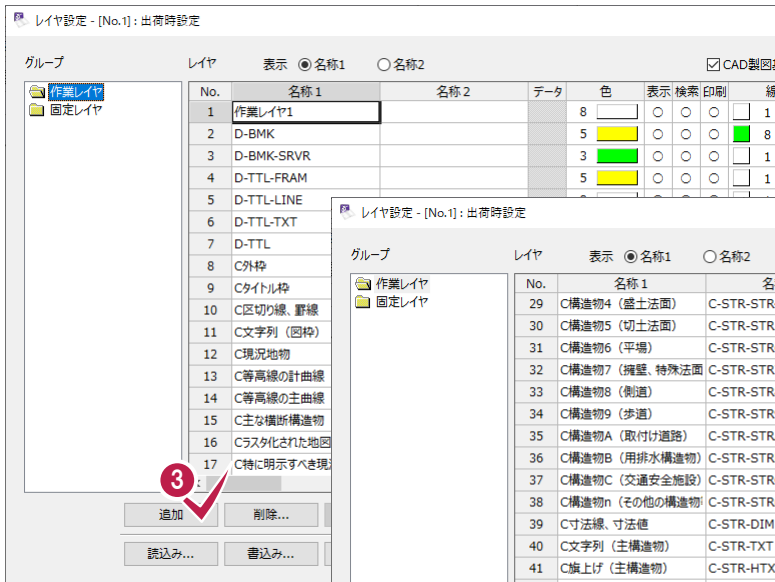 レイヤ設定 - [No.1] : 出荷時設定
グループ
レイヤ 表示 名称1 名称2 CAD製図
作業レイヤ
固定レイヤ
No. 名称 1 名称 2 データ 色 表示 検索 印刷 線
1 作業レイヤ1 8 ○ ○ ○ 1
2 D-BMK 5 ○ ○ ○ 8
3 D-BMK-SRVR 3 ○ ○ ○ 1
4 D-TTL-FRAM 5 ○ ○ ○ 1
5 D-TTL-LINE
6 D-TTL-TXT
7 D-TTL
8 C外枠
9 Cタイトル枠
10 C区切り線、罫線
11 C文字列（図枠）
12 C現況地物
13 C等高線の計曲線
14 C等高線の主曲線
15 C主な横断構造物
16 Cラスタ化された地図
17 C特に明示すべき現況
3
追加 削除...
読込み... 書込み...
レイヤ設定 - [No.1] : 出荷時設定
グループ
レイヤ 表示 名称1 名称2
作業レイヤ
固定レイヤ
No. 名称 1 名
29 C構造物4（盛土法面） C-STR-STR
30 C構造物5（切土法面） C-STR-STR
31 C構造物6（平場） C-STR-STR
32 C構造物7（擁壁、特殊法面 C-STR-STR
33 C構造物8（側道） C-STR-STR
34 C構造物9（歩道） C-STR-STR
35 C構造物A（取付け道路） C-STR-STR
36 C構造物B（用排水構造物） C-STR-STR
37 C構造物C（交通安全施設） C-STR-STR
38 C構造物n（その他の構造物 C-STR-STR
39 C寸法線、寸法値 C-STR-DIM
40 C文字列（主構造物） C-STR-TXT
41 C旗上げ（主構造物） C-STR-HTX